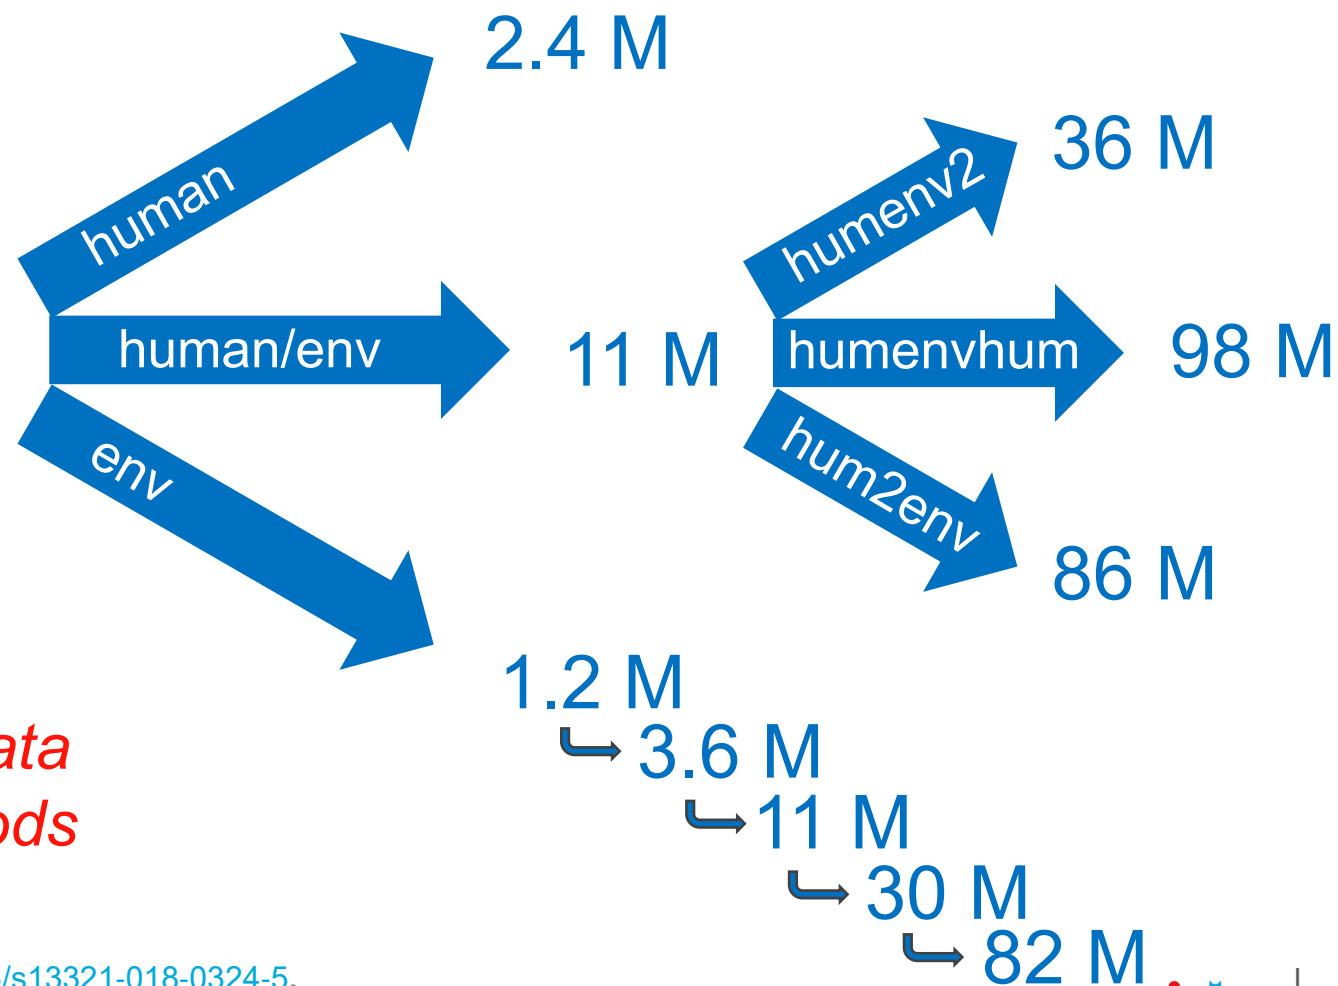 2.4 M
human
36 M
humenv2
human/env
11 M
humenvhum
98 M
env
hum2env
86 M
1.2 M
ata
3.6 M
ods
11 M
30 M
82 M
/s13321-018-0324-5.